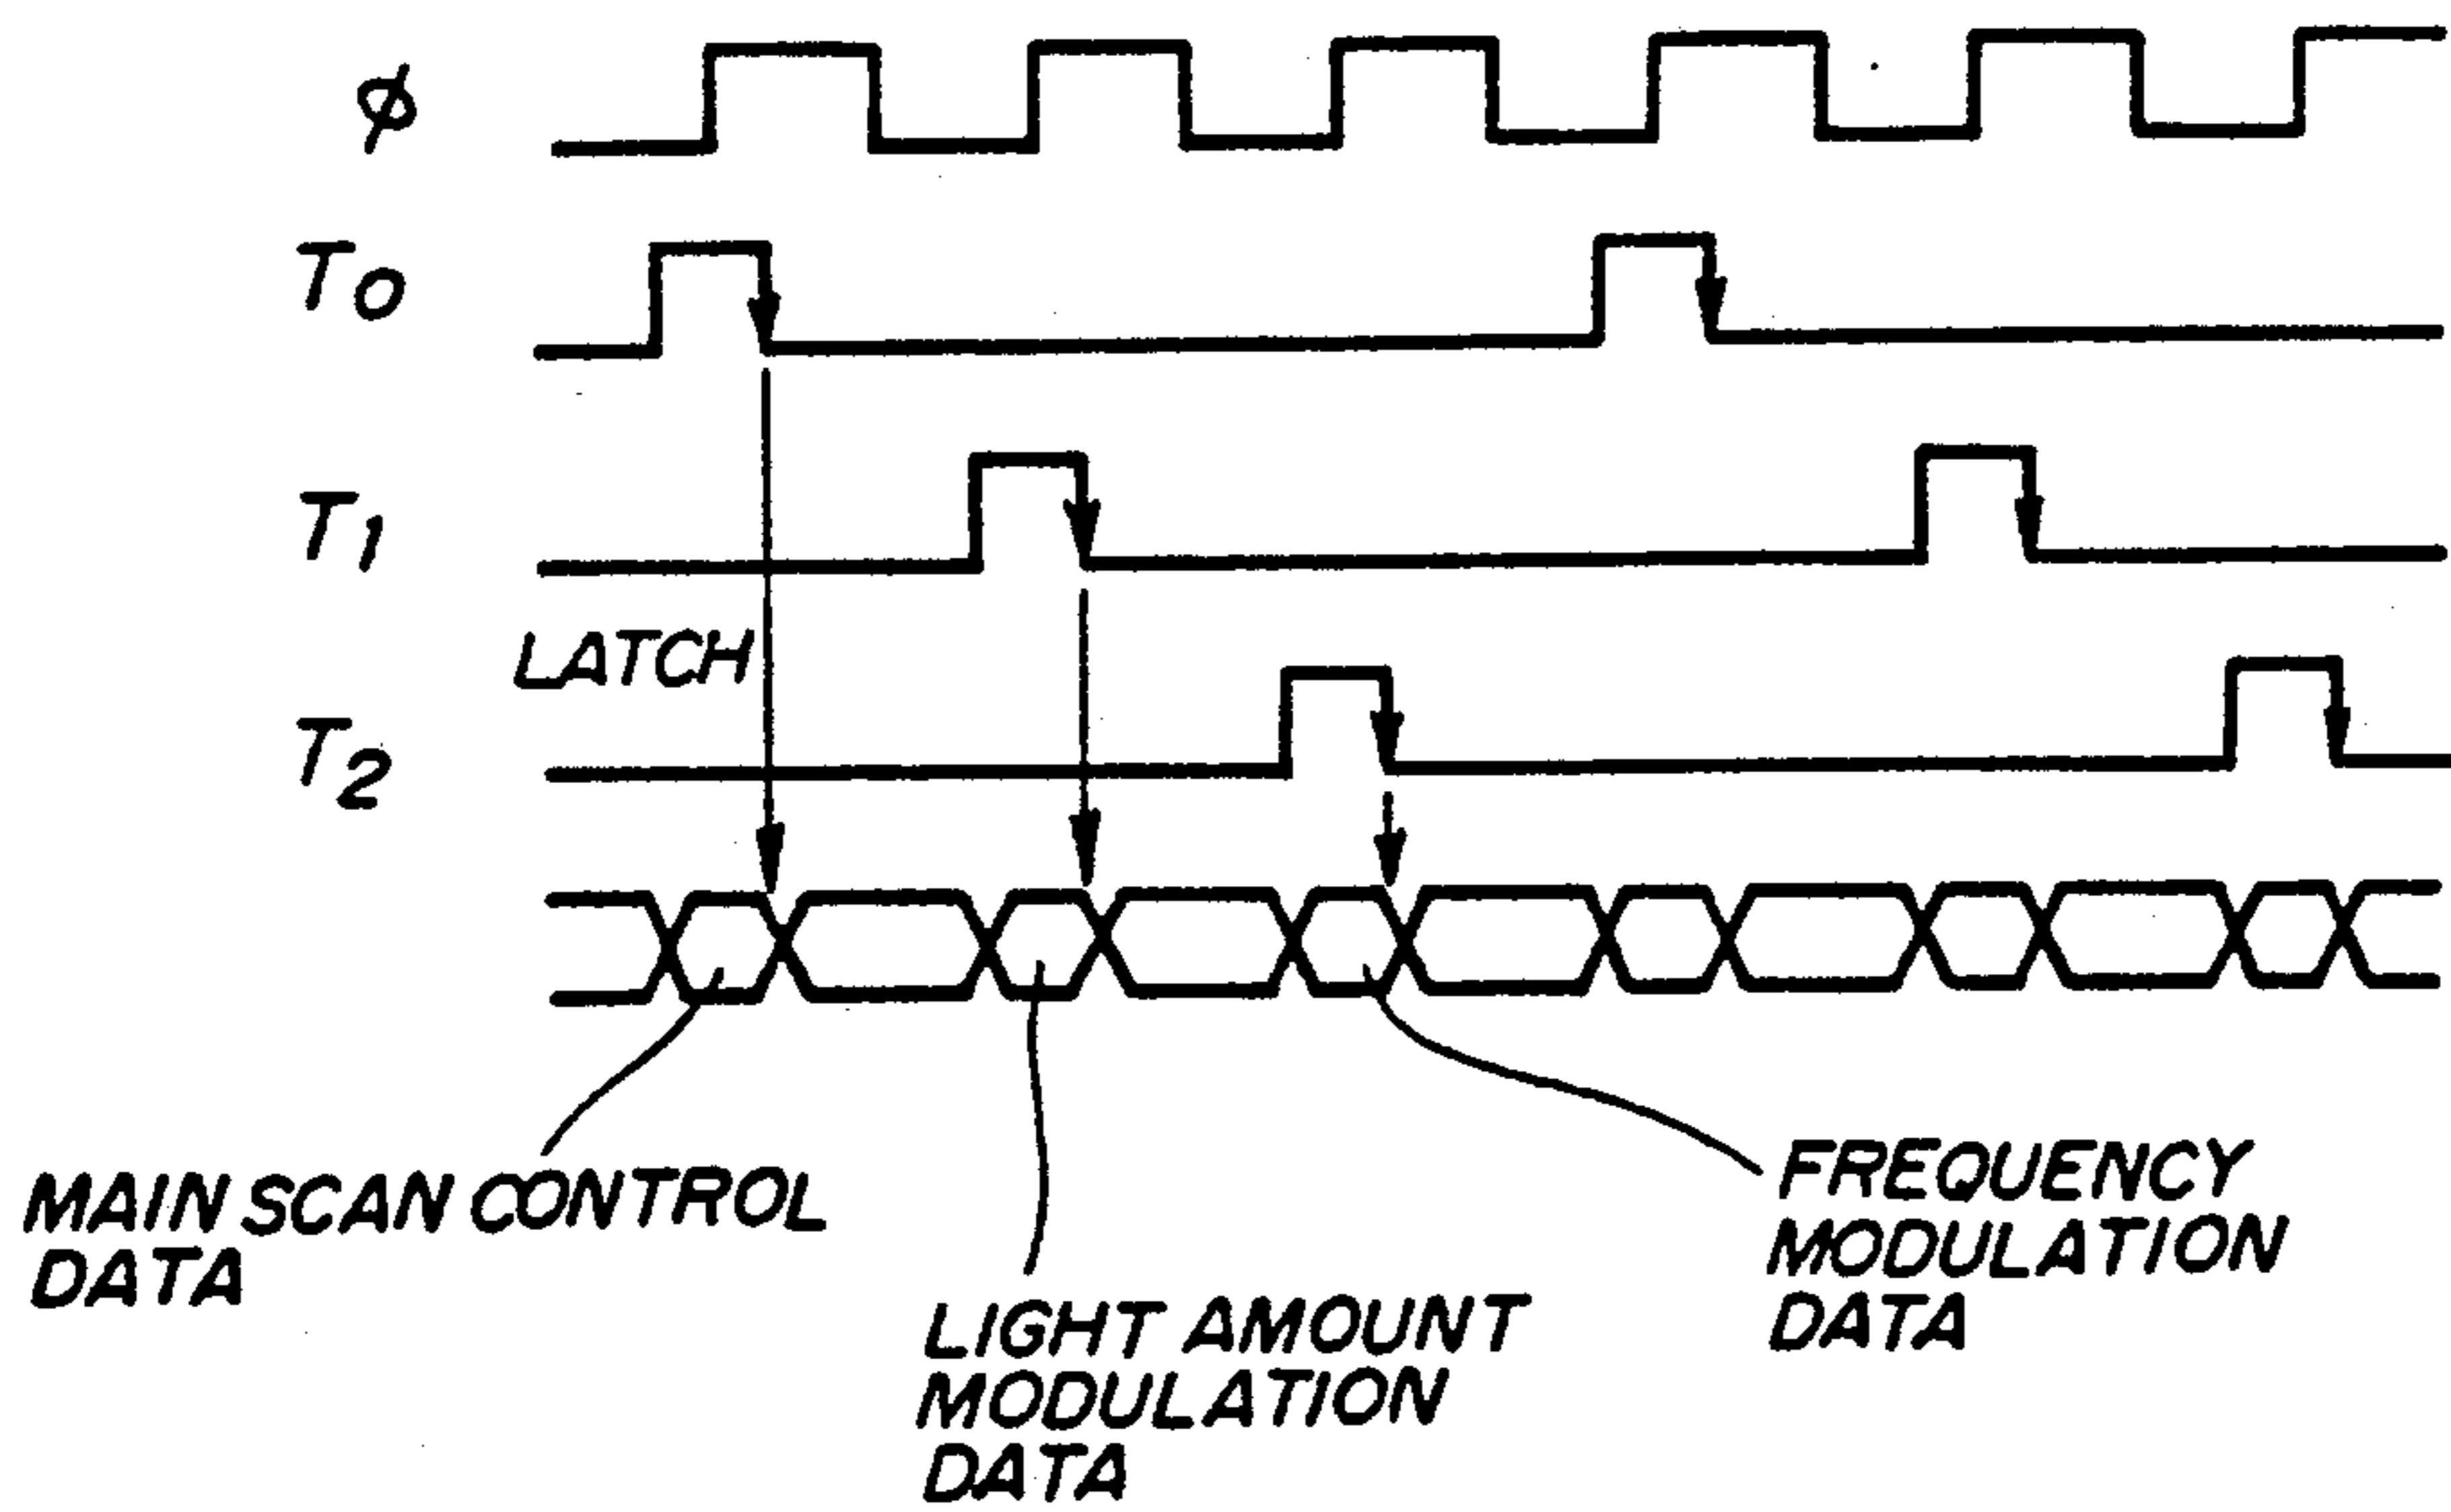 ϕ
T0
T1
LATCH
T2
MAIN SCAN CONTROL
DATA
LIGHT AMOUNT
MODULATION
DATA
FREQUENCY
MODULATION
DATA